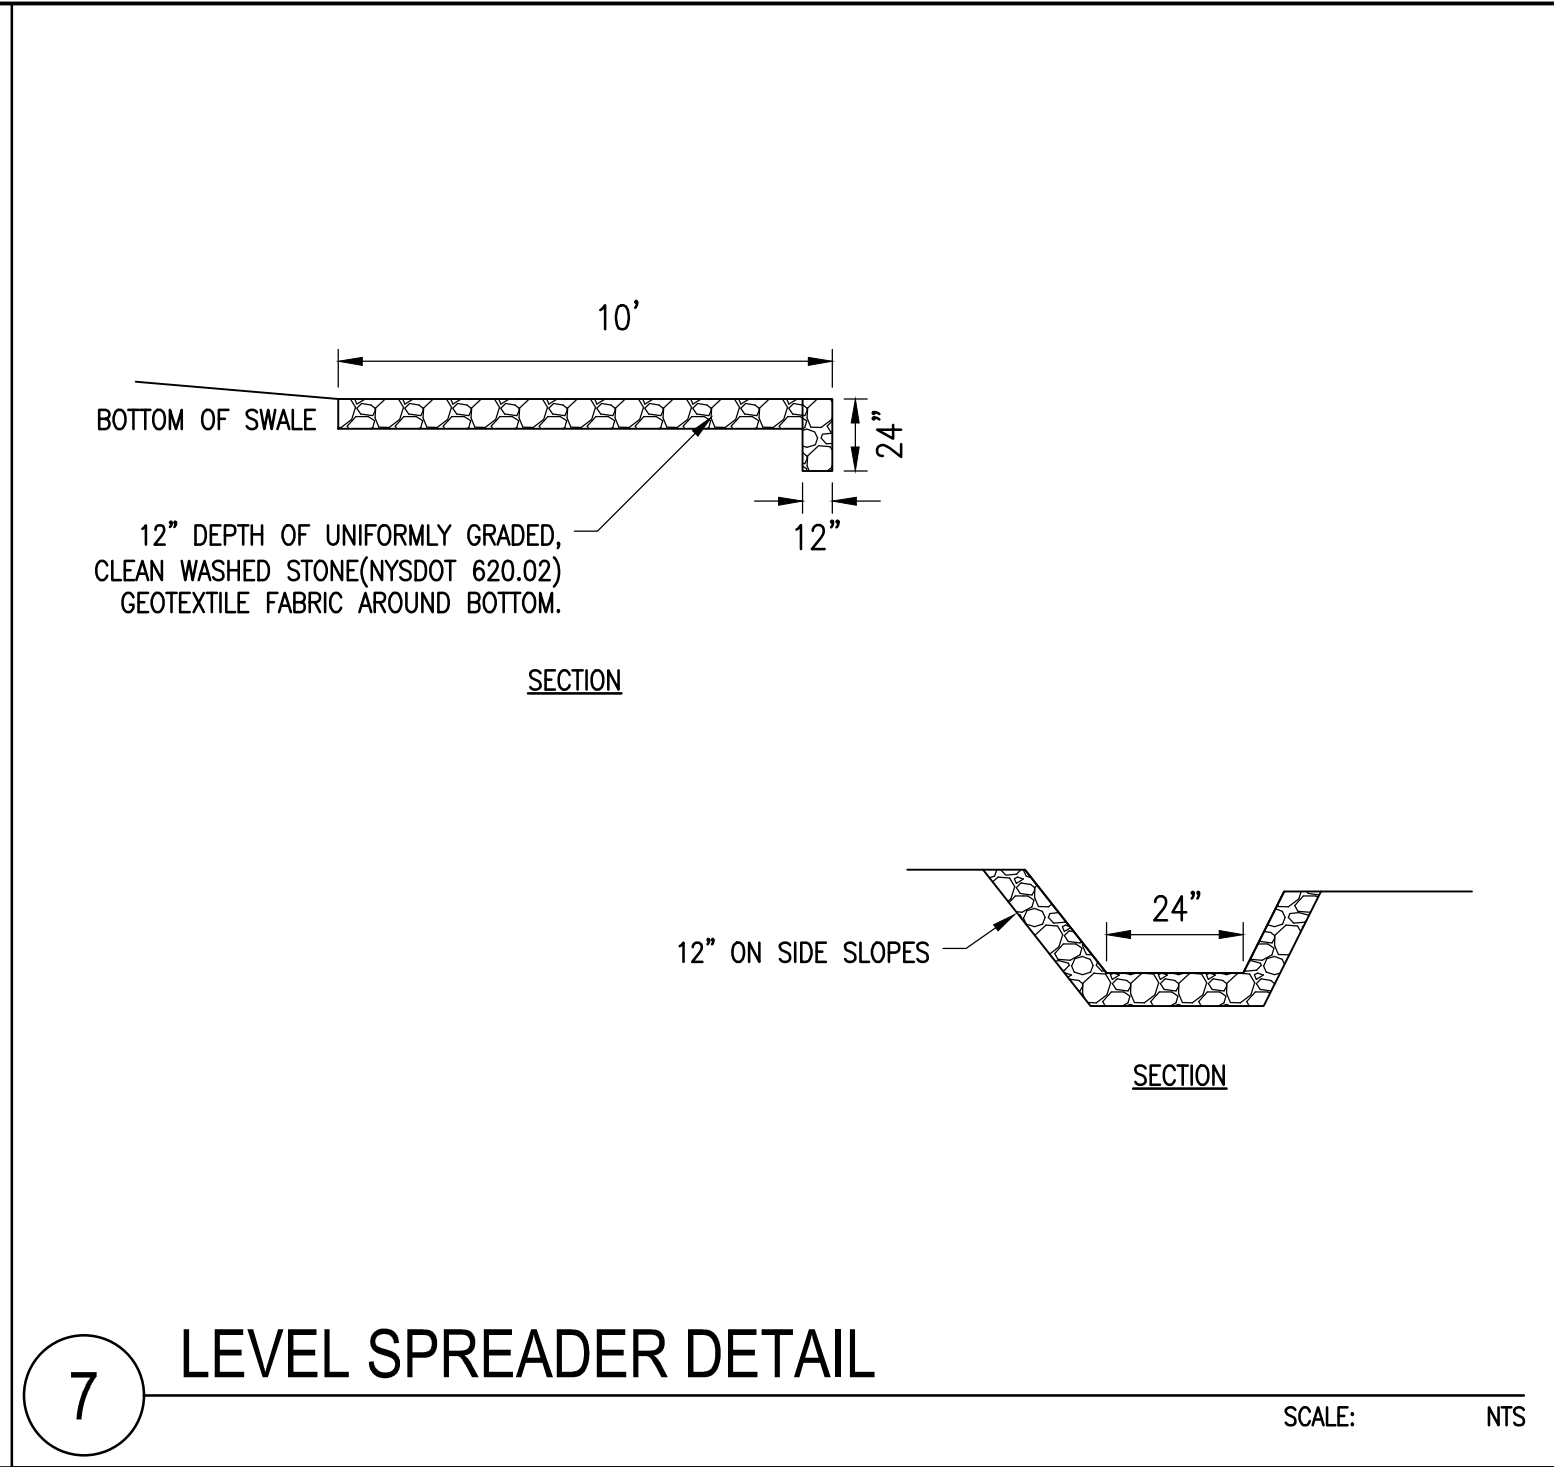 10’
BOTTOM OF SWALE
24”
12”
12” DEPTH OF UNIFORMLY GRADED,
CLEAN WASHED STONE(NYSDOT 620.02)
GEOTEXTILE FABRIC AROUND BOTTOM.
SECTION
24”
12” ON SIDE SLOPES
SECTION
7
LEVEL SPREADER DETAIL
SCALE: NTS